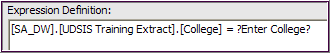 Expression Definition:
[SA_DW].[UDSIS Training Extract].[College] = ?Enter College?